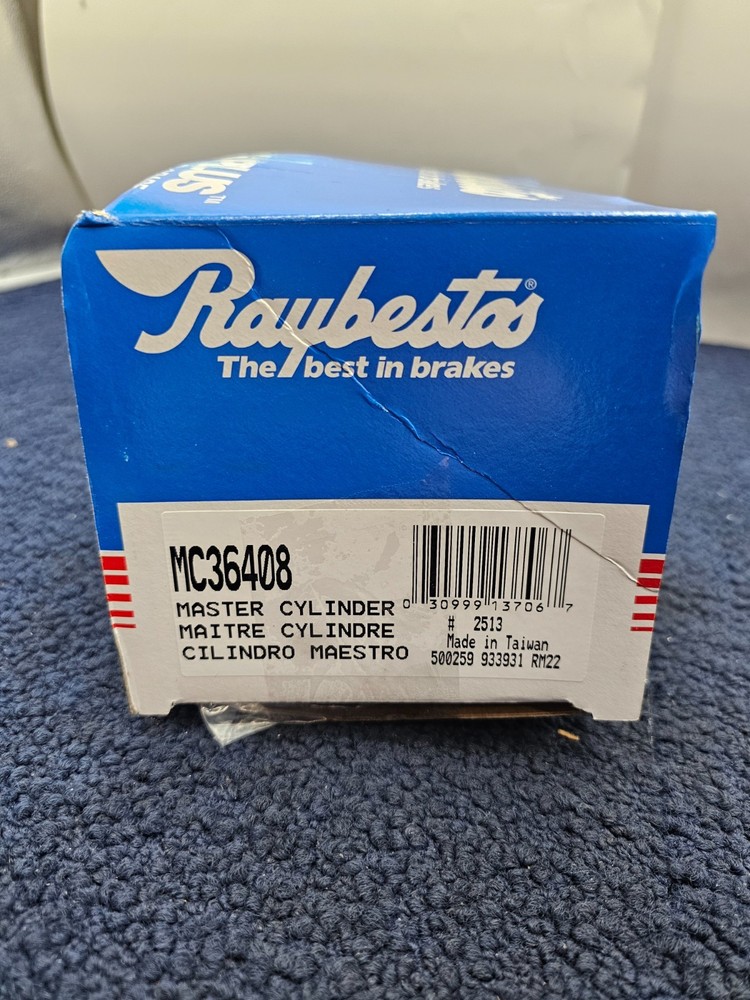 Raybestos®
The best in brakes
MC36408
MASTER CYLINDER
MAITRE CYLINDRE
CILINDRO MAESTRO
0 30999 13706 7
# 2513
Made in Taiwan
500259 933931 RM22